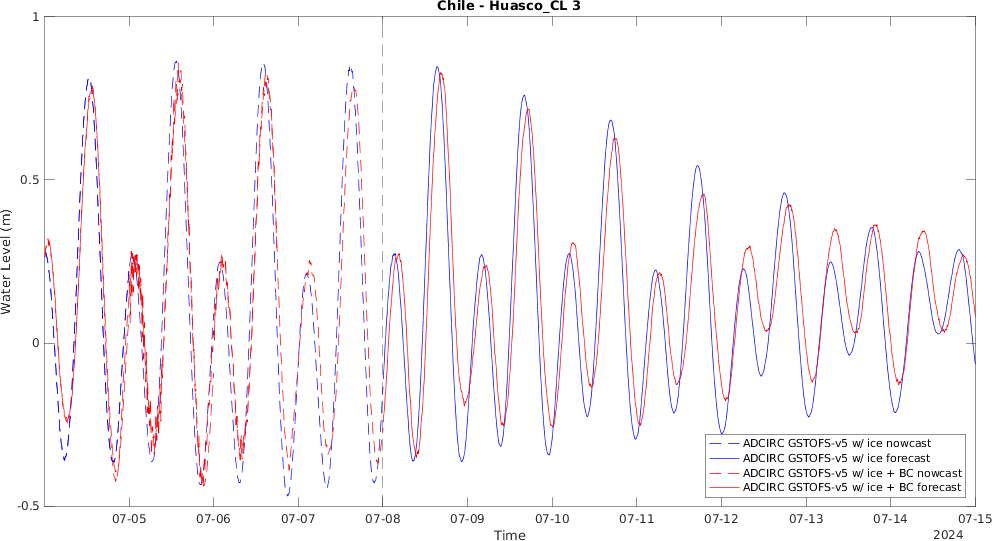 Chile - Huasco_CL 3
Water Level (m)
1
0.5
0
-0.5
07-05 07-06 07-07 07-08 07-09 07-10 07-11 07-12 07-13 07-14 07-15
Time
2024
ADCIRC GSTOFS-v5 w/ ice nowcast
ADCIRC GSTOFS-v5 w/ ice forecast
ADCIRC GSTOFS-v5 w/ ice + BC nowcast
ADCIRC GSTOFS-v5 w/ ice + BC forecast